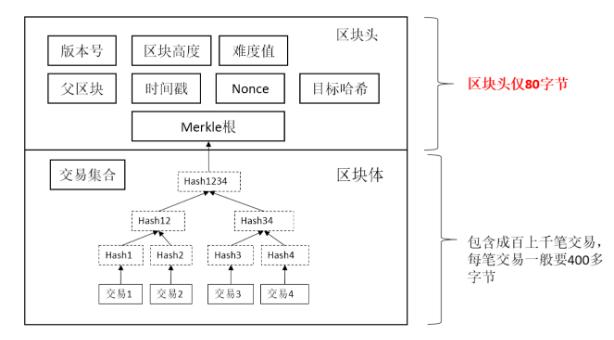 区块头
版本号
区块高度
难度值
父区块
时间戳
Nonce
目标哈希
Merkle根
区块头仅80字节
交易集合
区块体
Hash1234
Hash12
Hash34
Hash1
Hash2
Hash3
Hash4
交易1
交易2
交易3
交易4
包含成百上千笔交易，
每笔交易一般要400多
字节